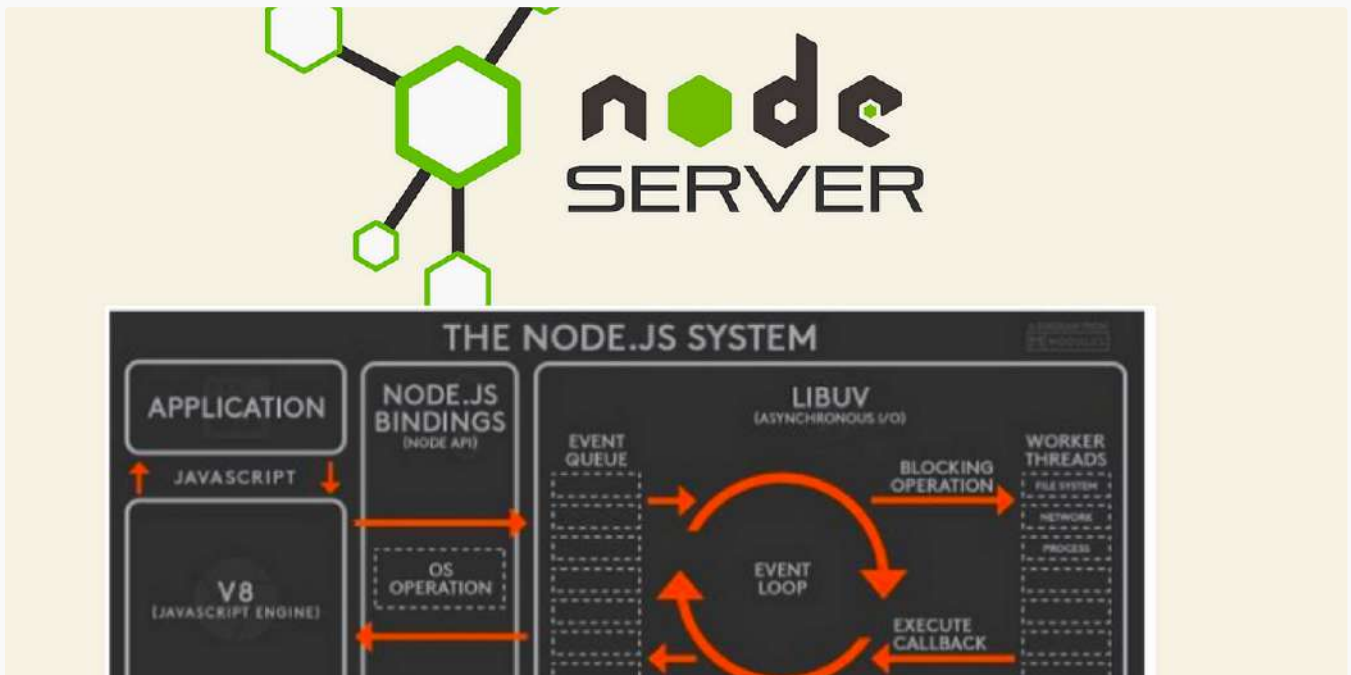 node
SERVER
THE NODE.JS SYSTEM
APPLICATION
JAVASCRIPT
V8
(JAVASCRIPT ENGINE)
NODE.JS
BINDINGS
(NODE API)
OS
OPERATION
LIBUV
(ASYNCHRONOUS I/O)
EVENT
QUEUE
EVENT
LOOP
BLOCKING
OPERATION
EXECUTE
CALLBACK
WORKER
THREADS
FILE SYSTEM
NETWORK
PROCESS